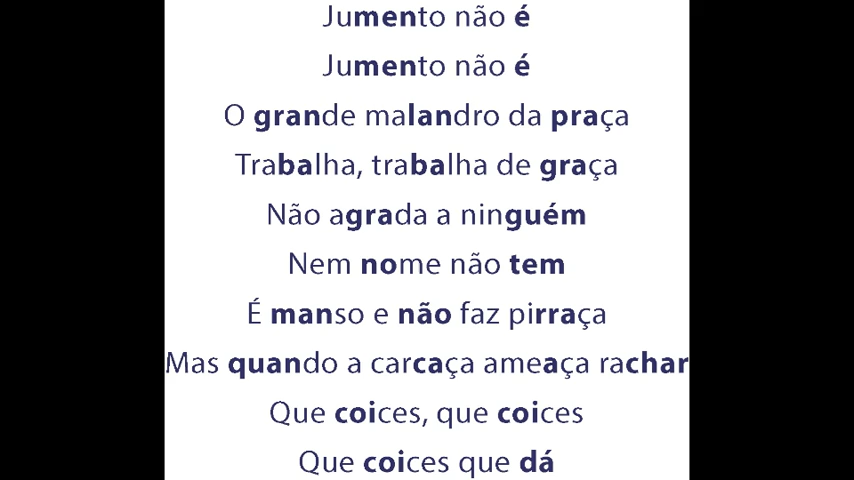 Jumento não é
Jumento não é
O grande malandro da praça
Trabalha, trabalha de graça
Não agrada a ninguém
Nem nome não tem
É manso e não faz pirraça
Mas quando a carcaça ameaça rachar
Que coices, que coices
Que coices que dá